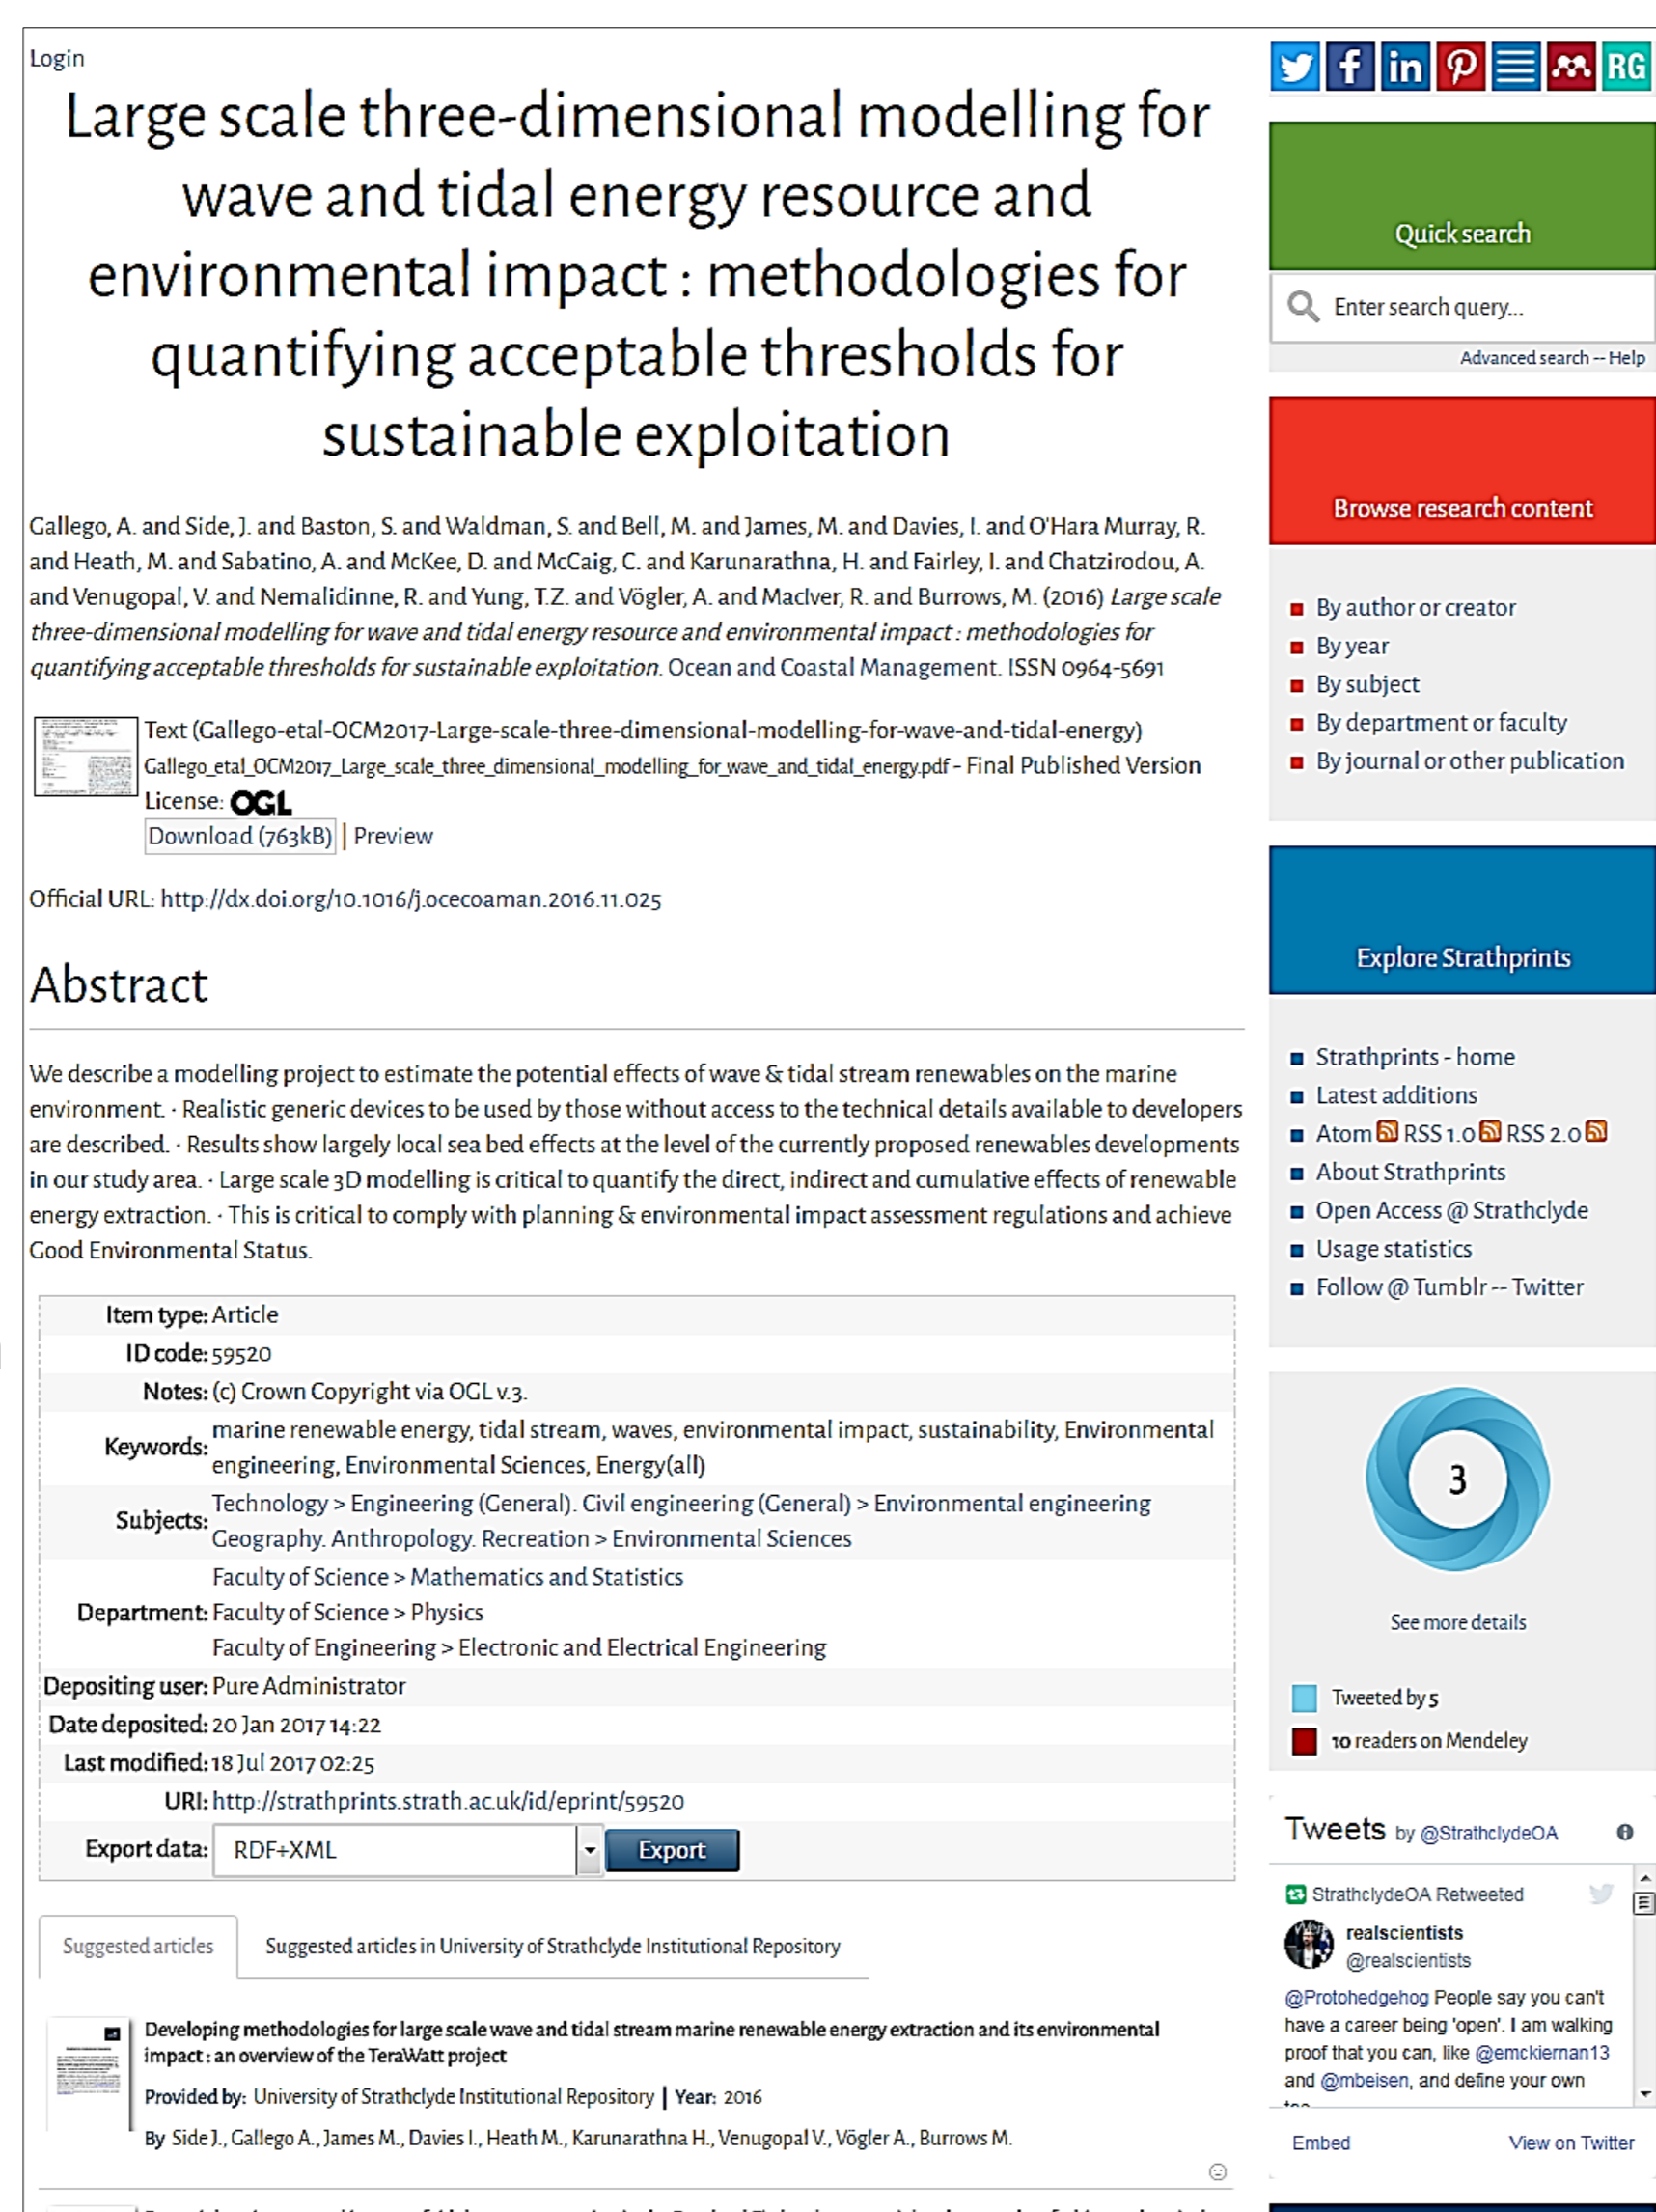 Login
Large scale three-dimensional modelling for
wave and tidal energy resource and
environmental impact : methodologies for
quantifying acceptable thresholds for
sustainable exploitation
Gallego, A. and Side, J. and Baston, S. and Waldman, S. and Bell, M. and James, M. and Davies, I. and O'Hara Murray, R.
and Heath, M. and Sabatino, A. and McKee, D. and McCaig, C. and Karunarathna, H. and Fairley, I. and Chatzirodou, A.
and Venugopal, V. and Nemalidinne, R. and Yung, T.Z. and Vögler, A. and MacIver, R. and Burrows, M. (2016) Large scale
three-dimensional modelling for wave and tidal energy resource and environmental impact : methodologies for
quantifying acceptable thresholds for sustainable exploitation. Ocean and Coastal Management. ISSN 0964-5691
Text (Gallego-etal-OCM2017-Large-scale-three-dimensional-modelling-for-wave-and-tidal-energy)
Gallego_etal_OCM2017_Large_scale_three_dimensional_modelling_for_wave_and_tidal_energy.pdf - Final Published Version
License: OGL
Download (763kB) | Preview
Official URL: http://dx.doi.org/10.1016/j.ocecoaman.2016.11.025
Abstract
We describe a modelling project to estimate the potential effects of wave & tidal stream renewables on the marine
environment. · Realistic generic devices to be used by those without access to the technical details available to developers
are described. · Results show largely local sea bed effects at the level of the currently proposed renewables developments
in our study area. · Large scale 3D modelling is critical to quantify the direct, indirect and cumulative effects of renewable
energy extraction. · This is critical to comply with planning & environmental impact assessment regulations and achieve
Good Environmental Status.
Item type: Article
ID code: 59520
Notes: (c) Crown Copyright via OGL v.3.
Keywords: marine renewable energy, tidal stream, waves, environmental impact, sustainability, Environmental
engineering, Environmental Sciences, Energy(all)
Subjects: Technology > Engineering (General). Civil engineering (General) > Environmental engineering
Geography. Anthropology. Recreation > Environmental Sciences
Faculty of Science > Mathematics and Statistics
Department: Faculty of Science > Physics
Faculty of Engineering > Electronic and Electrical Engineering
Depositing user: Pure Administrator
Date deposited: 20 Jan 2017 14:22
Last modified: 18 Jul 2017 02:25
URI: http://strathprints.strath.ac.uk/id/eprint/59520
Export data: RDF+XML Export
Suggested articles Suggested articles in University of Strathclyde Institutional Repository
Developing methodologies for large scale wave and tidal stream marine renewable energy extraction and its environmental
impact : an overview of the TeraWatt project
Provided by: University of Strathclyde Institutional Repository | Year: 2016
By Side J., Gallego A., James M., Davies I., Heath M., Karunarathna H., Venugopal V., Vögler A., Burrows M.
RG
Quick search
Enter search query...
Advanced search -- Help
Browse research content
By author or creator
By year
By subject
By department or faculty
By journal or other publication
Explore Strathprints
Strathprints - home
Latest additions
Atom RSS 1.0 RSS 2.0
About Strathprints
Open Access @ Strathclyde
Usage statistics
Follow @ Tumblr -- Twitter
3
See more details
Tweeted by 5
10 readers on Mendeley
Tweets by @StrathclydeOA
StrathclydeOA Retweeted
realscientists
@realscientists
@Protohedgehog People say you can't
have a career being 'open'. I am walking
proof that you can, like @emckiernan13
and @mbeisen, and define your own
Embed View on Twitter